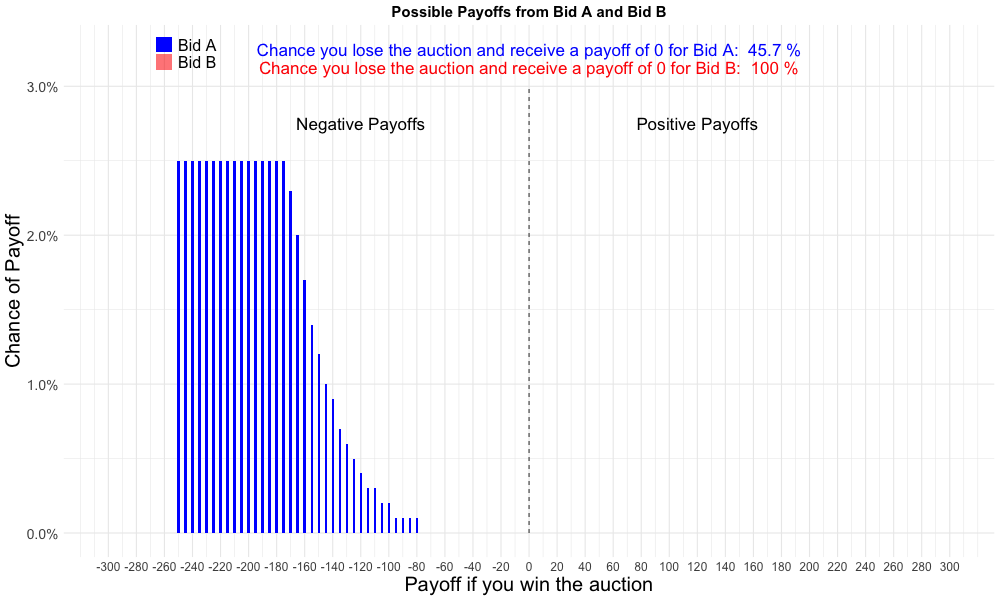 Possible Payoffs from Bid A and Bid B
Bid A
Bid B
Chance you lose the auction and receive a payoff of 0 for Bid A:  45.7 %
Chance you lose the auction and receive a payoff of 0 for Bid B:  100 %
Negative Payoffs
Positive Payoffs
Chance of Payoff
3.0%
2.0%
1.0%
0.0%
-300 -280 -260 -240 -220 -200 -180 -160 -140 -120 -100 -80 -60 -40 -20 0 20 40 60 80 100 120 140 160 180 200 220 240 260 280 300
Payoff if you win the auction